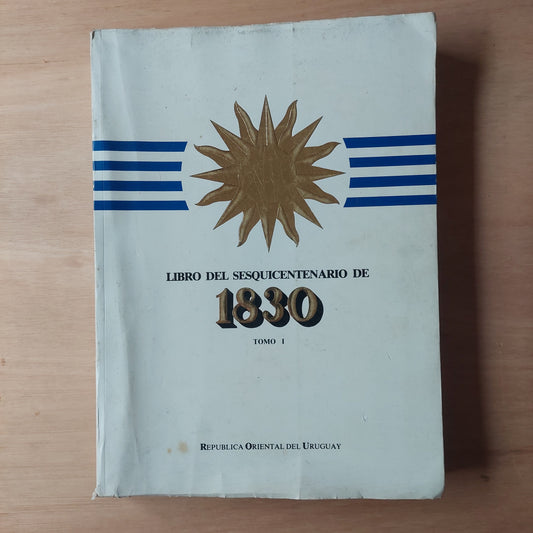 LIBRO DEL SESQUICENTENARIO DE
1830
TOMO I
REPUBLICA ORIENTAL DEL URUGUAY